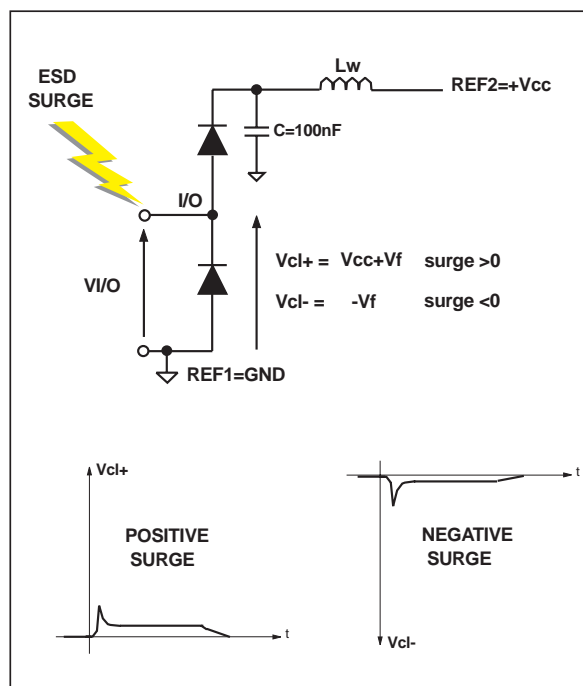 ESD
SURGE
Lw
REF2=+Vcc
C=100nF
I/O
VI/O
Vcl+ = Vcc+Vf surge >0
Vcl- = -Vf surge <0
REF1=GND
Vcl+
POSITIVE
SURGE
t
t
NEGATIVE
SURGE
Vcl-